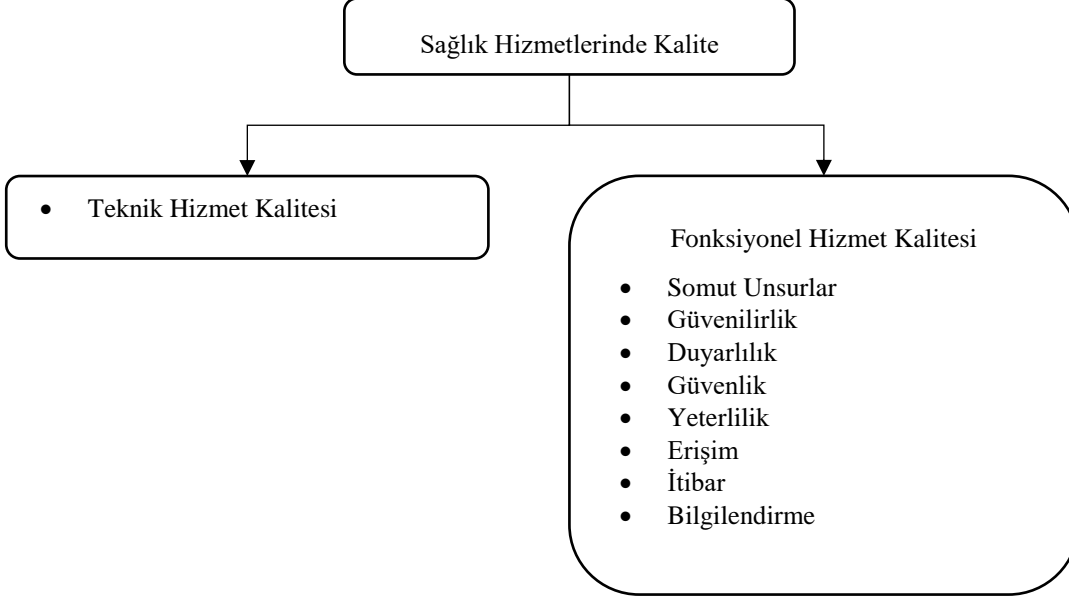 Sağlık Hizmetlerinde Kalite
• Teknik Hizmet Kalitesi
Fonksiyonel Hizmet Kalitesi
• Somut Unsurlar
• Güvenilirlik
• Duyarlılık
• Güvenlik
• Yeterlilik
• Erişim
• İtibar
• Bilgilendirme